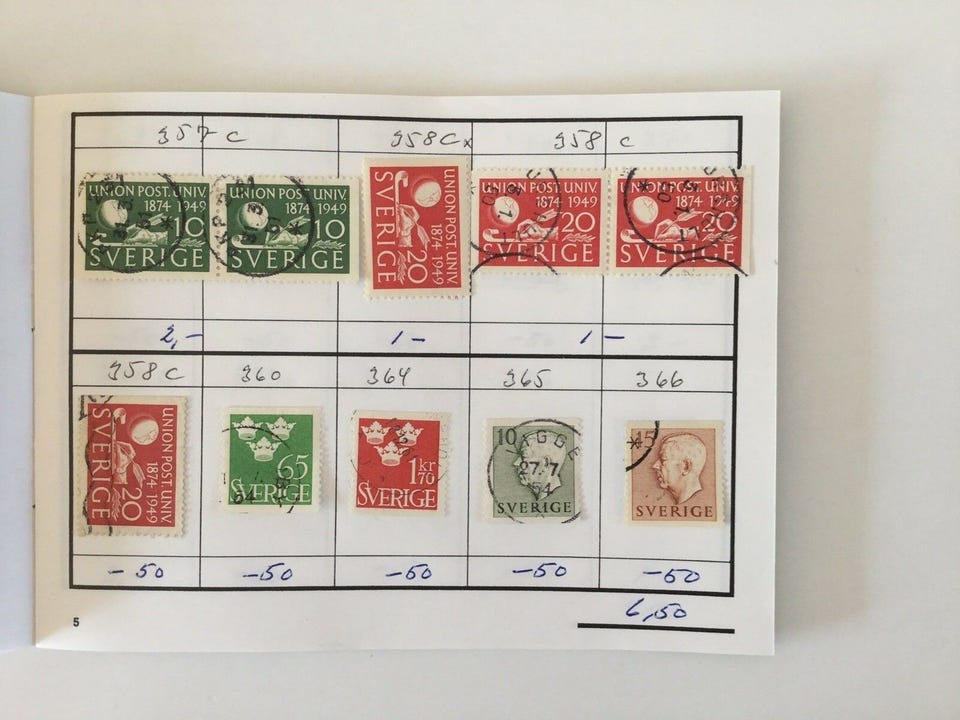 357 C 358 Cx 358 C
UNION POST. UNIV.
1874 1949
10
SVERIGE
UNION POST. UNIV.
1874 1949
10
SVERIGE
UNION POST. UNIV.
1874 1949
20
SVERIGE
UNION POST. UNIV.
1874 1949
20
SVERIGE
UNION POST. UNIV.
1874 1949
20
SVERIGE
2,- 1- 1-
358 C 360 364 365 366
UNION POST. UNIV.
1874 1949
20
SVERIGE
65
SVERIGE
54
1 kr 70
SVERIGE
10
VIGGE
27.7.
54
SVERIGE
15
SVERIGE
-50 -50 -50 -50 -50
6,50
5